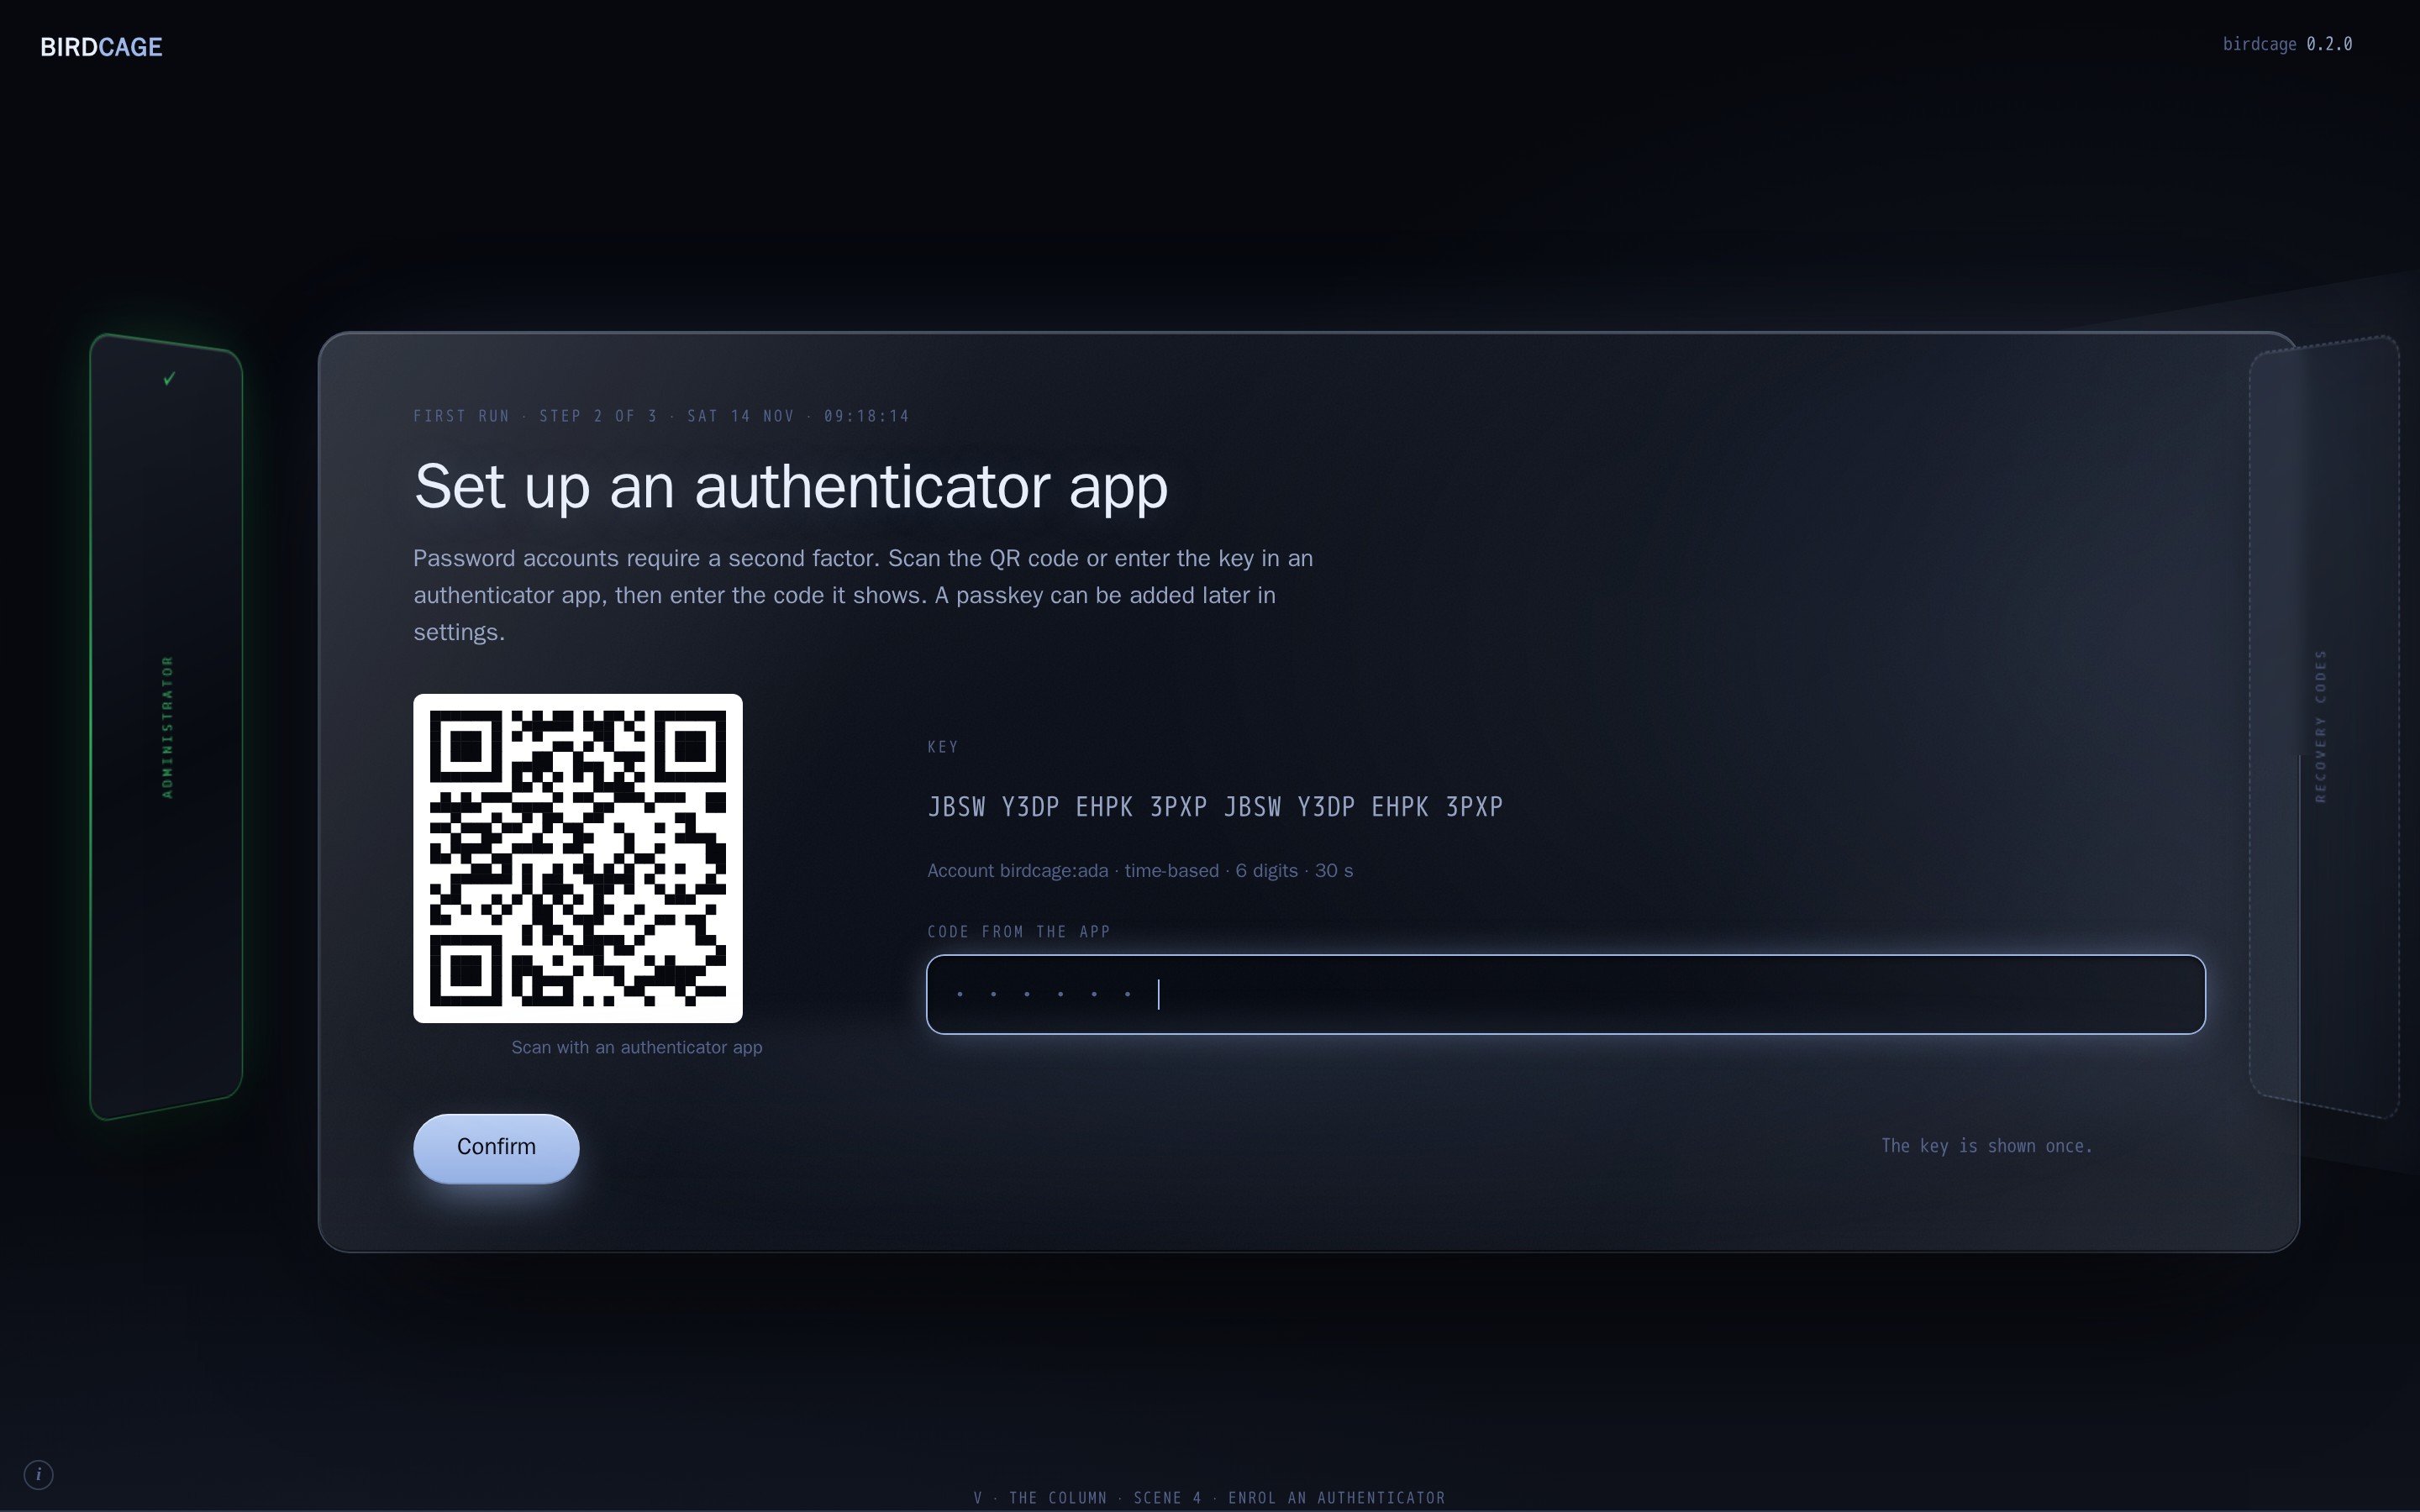 BIRDCAGE
birdcage 0.2.0
✓
ADMINISTRATOR
FIRST RUN · STEP 2 OF 3 · SAT 14 NOV · 09:18:14
Set up an authenticator app
Password accounts require a second factor. Scan the QR code or enter the key in an
authenticator app, then enter the code it shows. A passkey can be added later in
settings.
KEY
JBSW Y3DP EHPK 3PXP JBSW Y3DP EHPK 3PXP
Account birdcage:ada · time-based · 6 digits · 30 s
CODE FROM THE APP
Scan with an authenticator app
Confirm
The key is shown once.
RECOVERY CODES
i
V · THE COLUMN · SCENE 4 · ENROL AN AUTHENTICATOR